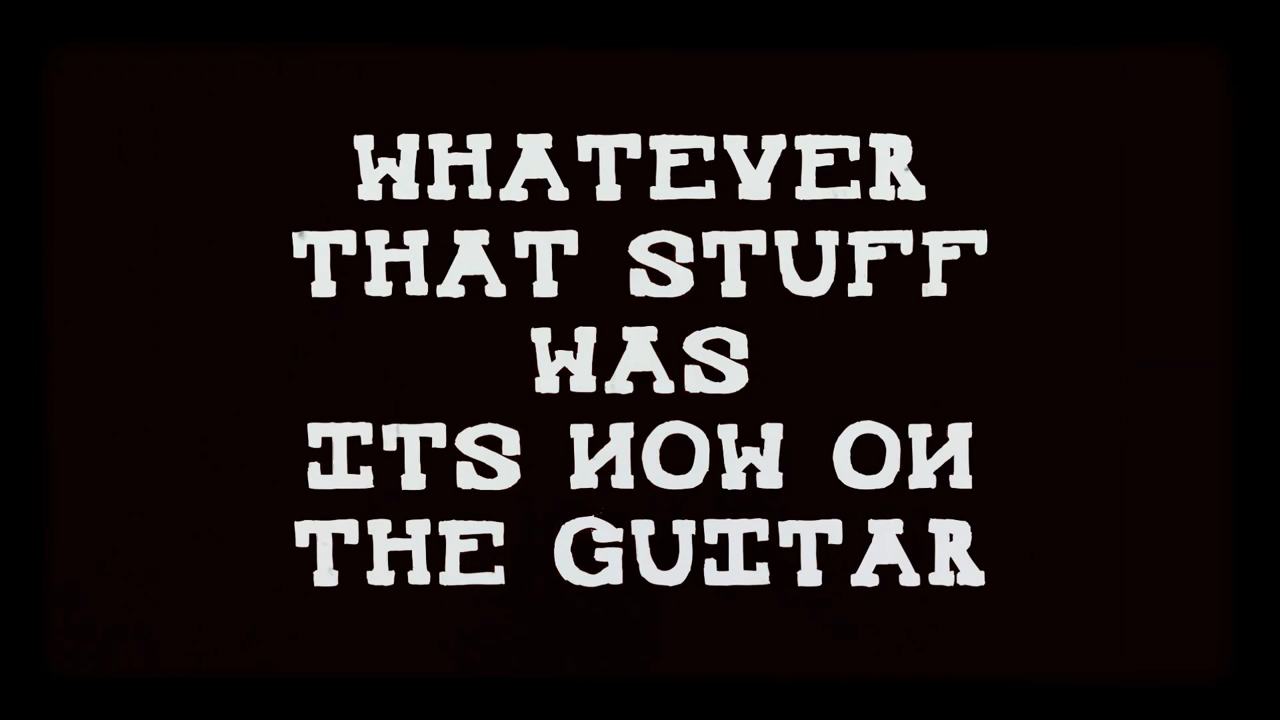 WHATEVER
THAT STUFF
WAS
ITS NOW ON
THE GUITAR